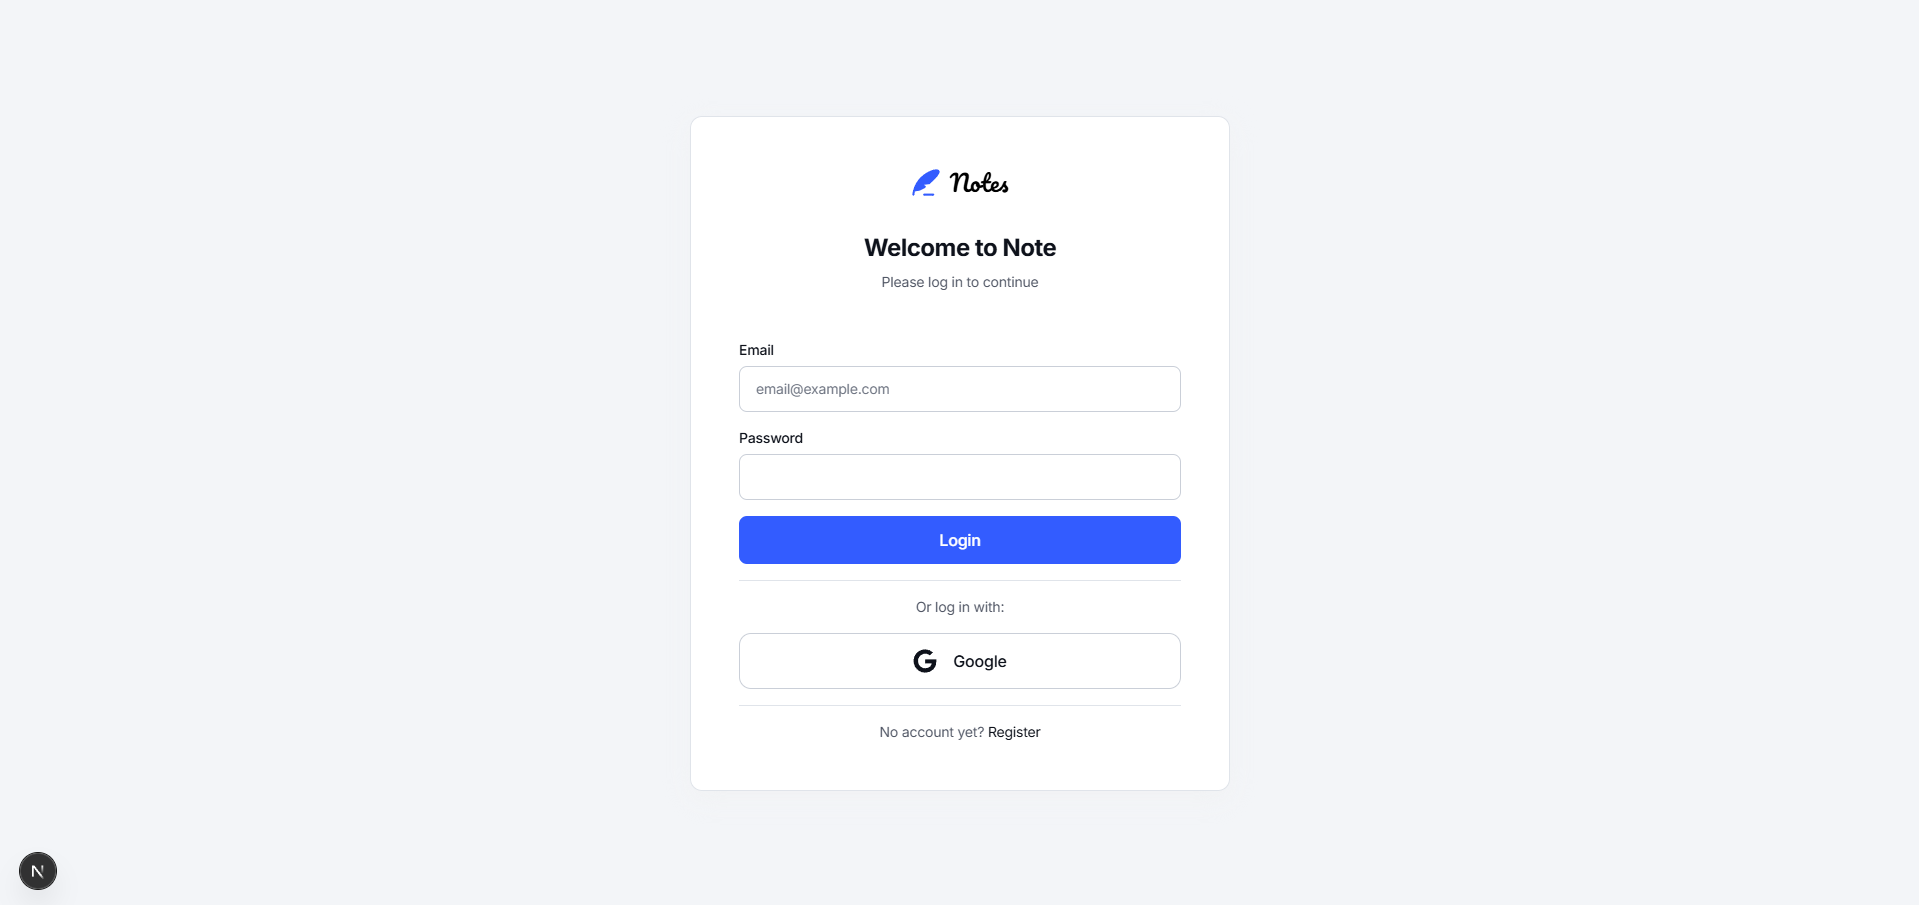 Notes
Welcome to Note
Please log in to continue
Email
email@example.com
Password
Login
Or log in with:
Google
No account yet? Register
N